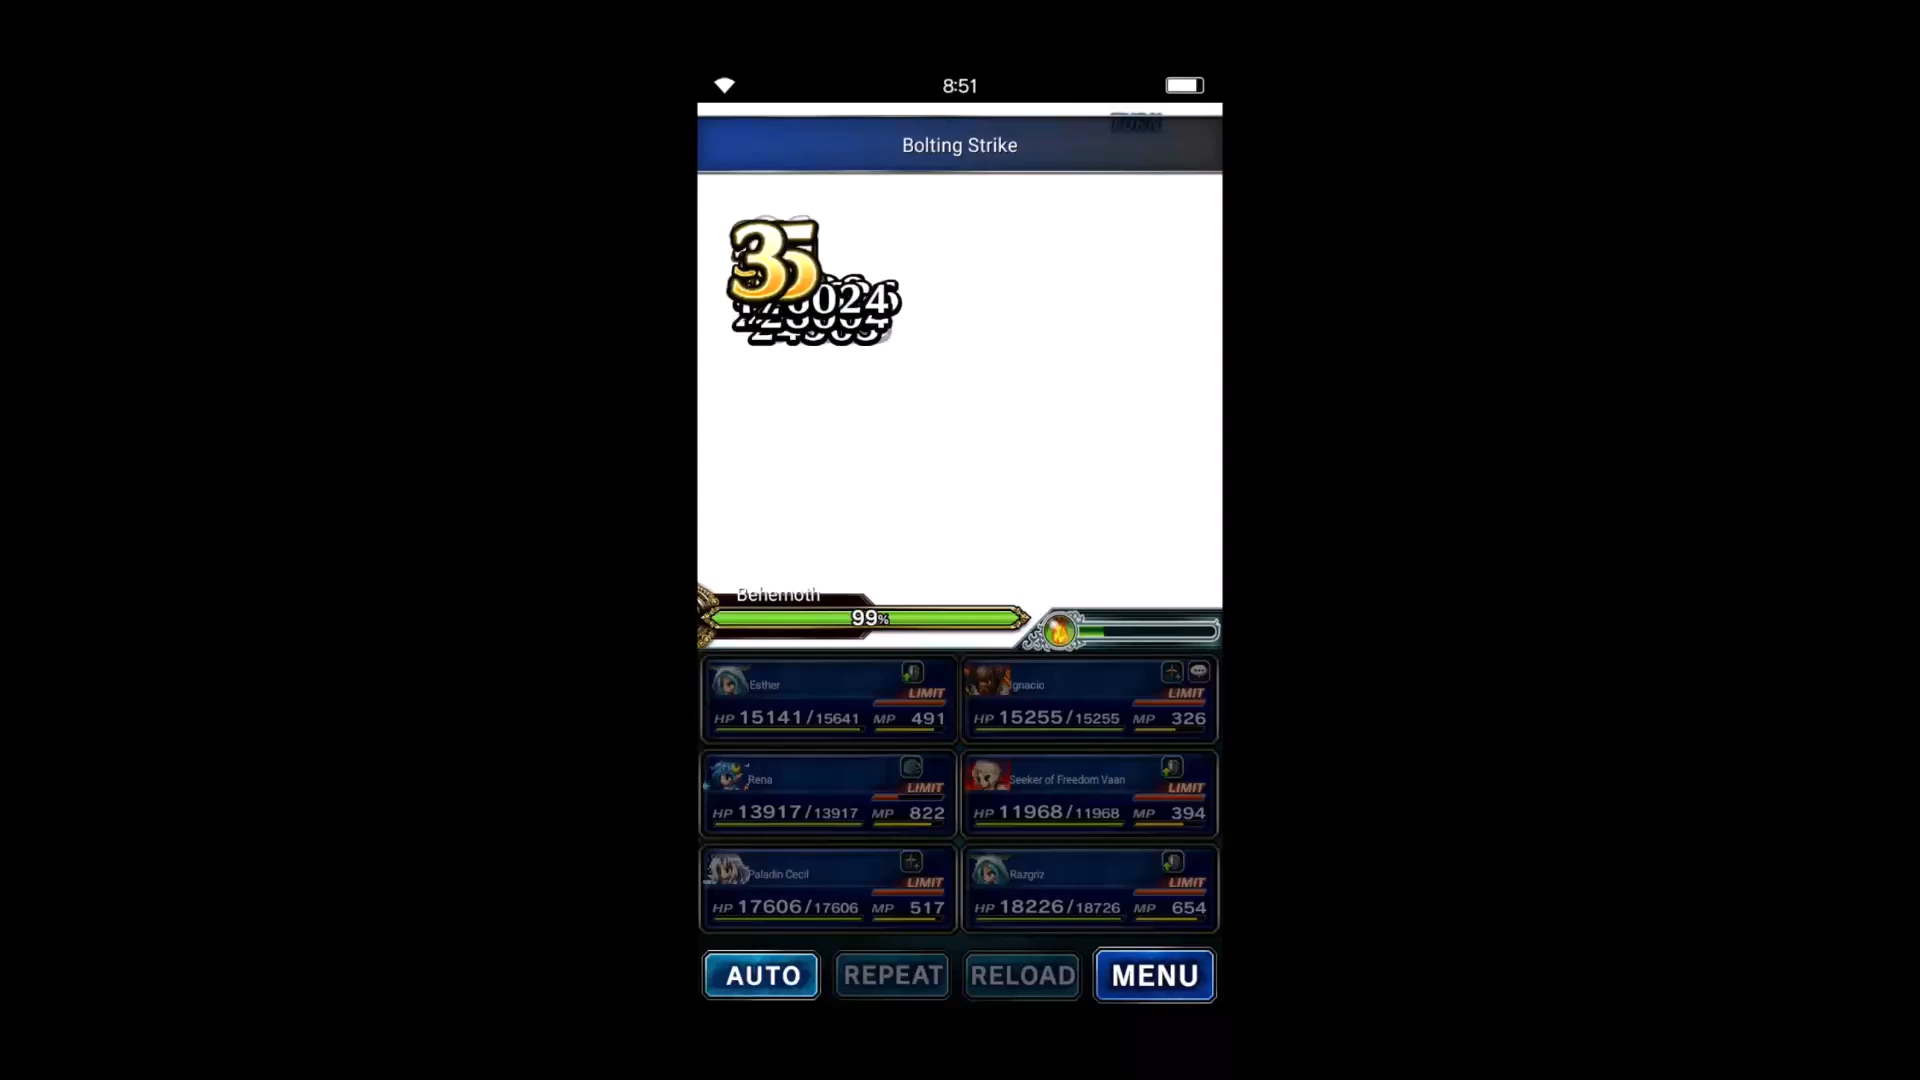 8:51
TURN
Bolting Strike
35
Behemoth
99%
Esther
LIMIT
HP 15141/15641 MP 491
Ignacio
LIMIT
HP 15255/15255 MP 326
Rena
LIMIT
HP 13917/13917 MP 822
Seeker of Freedom Vaan
LIMIT
HP 11968/11968 MP 394
Paladin Cecil
LIMIT
HP 17606/17606 MP 517
Razgriz
LIMIT
HP 18226/18726 MP 654
AUTO
REPEAT
RELOAD
MENU